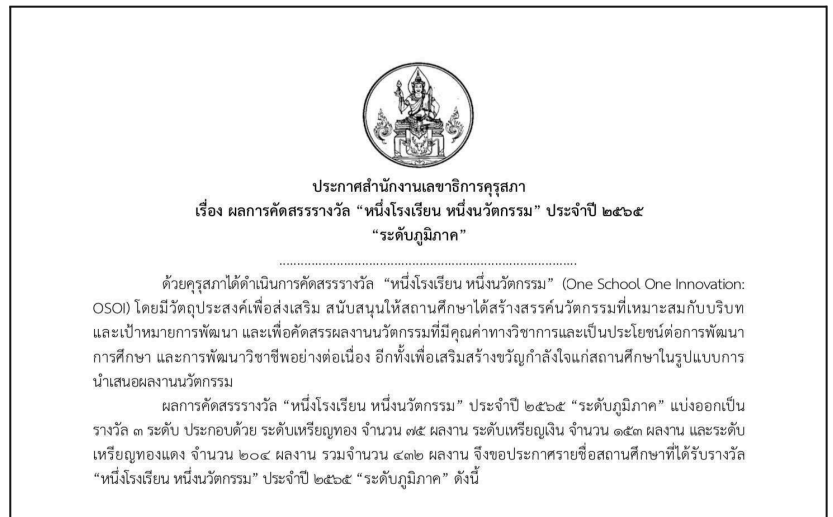 ประกาศสำนักงานเลขาธิการคุรุสภา
เรื่อง ผลการคัดสรรรางวัล “หนึ่งโรงเรียน หนึ่งนวัตกรรม” ประจำปี ๒๕๖๕
“ระดับภูมิภาค”
....................................................................................
ด้วยคุรุสภาได้ดำเนินการคัดสรรรางวัล “หนึ่งโรงเรียน หนึ่งนวัตกรรม” (One School One Innovation:
OSOI) โดยมีวัตถุประสงค์เพื่อส่งเสริม สนับสนุนให้สถานศึกษาได้สร้างสรรค์นวัตกรรมที่เหมาะสมกับบริบท
และเป้าหมายการพัฒนา และเพื่อคัดสรรผลงานนวัตกรรมที่มีคุณค่าทางวิชาการและเป็นประโยชน์ต่อการพัฒนา
การศึกษา และการพัฒนาวิชาชีพอย่างต่อเนื่อง อีกทั้งเพื่อเสริมสร้างขวัญกำลังใจแก่สถานศึกษาในรูปแบบการ
นำเสนอผลงานนวัตกรรม
ผลการคัดสรรรางวัล “หนึ่งโรงเรียน หนึ่งนวัตกรรม” ประจำปี ๒๕๖๕ “ระดับภูมิภาค” แบ่งออกเป็น
รางวัล ๓ ระดับ ประกอบด้วย ระดับเหรียญทอง จำนวน ๗๕ ผลงาน ระดับเหรียญเงิน จำนวน ๑๕๓ ผลงาน และระดับ
เหรียญทองแดง จำนวน ๒๐๔ ผลงาน รวมจำนวน ๔๓๒ ผลงาน จึงขอประกาศรายชื่อสถานศึกษาที่ได้รับรางวัล
“หนึ่งโรงเรียน หนึ่งนวัตกรรม” ประจำปี ๒๕๖๕ “ระดับภูมิภาค” ดังนี้